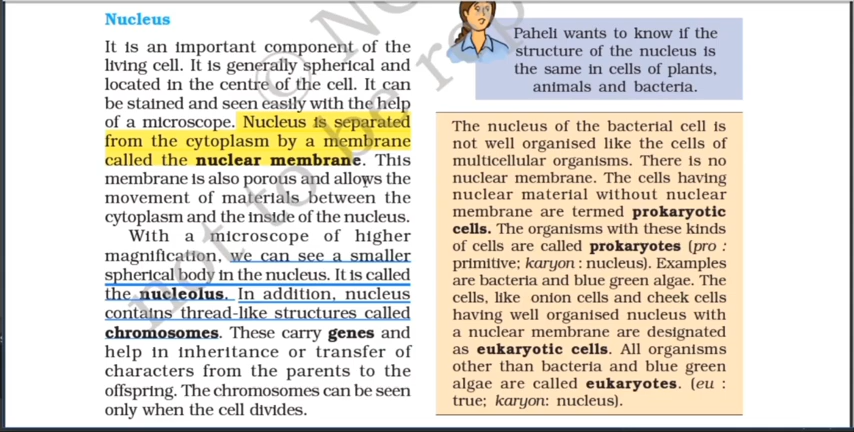 Nucleus
It is an important component of the
living cell. It is generally spherical and
located in the centre of the cell. It can
be stained and seen easily with the help
of a microscope. Nucleus is separated
from the cytoplasm by a membrane
called the nuclear membrane. This
membrane is also porous and allows the
movement of materials between the
cytoplasm and the inside of the nucleus.
With a microscope of higher
magnification, we can see a smaller
spherical body in the nucleus. It is called
the nucleolus. In addition, nucleus
contains thread-like structures called
chromosomes. These carry genes and
help in inheritance or transfer of
characters from the parents to the
offspring. The chromosomes can be seen
only when the cell divides.
Paheli wants to know if the
structure of the nucleus is
the same in cells of plants,
animals and bacteria.
The nucleus of the bacterial cell is
not well organised like the cells of
multicellular organisms. There is no
nuclear membrane. The cells having
nuclear material without nuclear
membrane are termed prokaryotic
cells. The organisms with these kinds
of cells are called prokaryotes (pro :
primitive; karyon : nucleus). Examples
are bacteria and blue green algae. The
cells, like onion cells and cheek cells
having well organised nucleus with
a nuclear membrane are designated
as eukaryotic cells. All organisms
other than bacteria and blue green
algae are called eukaryotes. (eu :
true; karyon: nucleus).
© N
not to be re